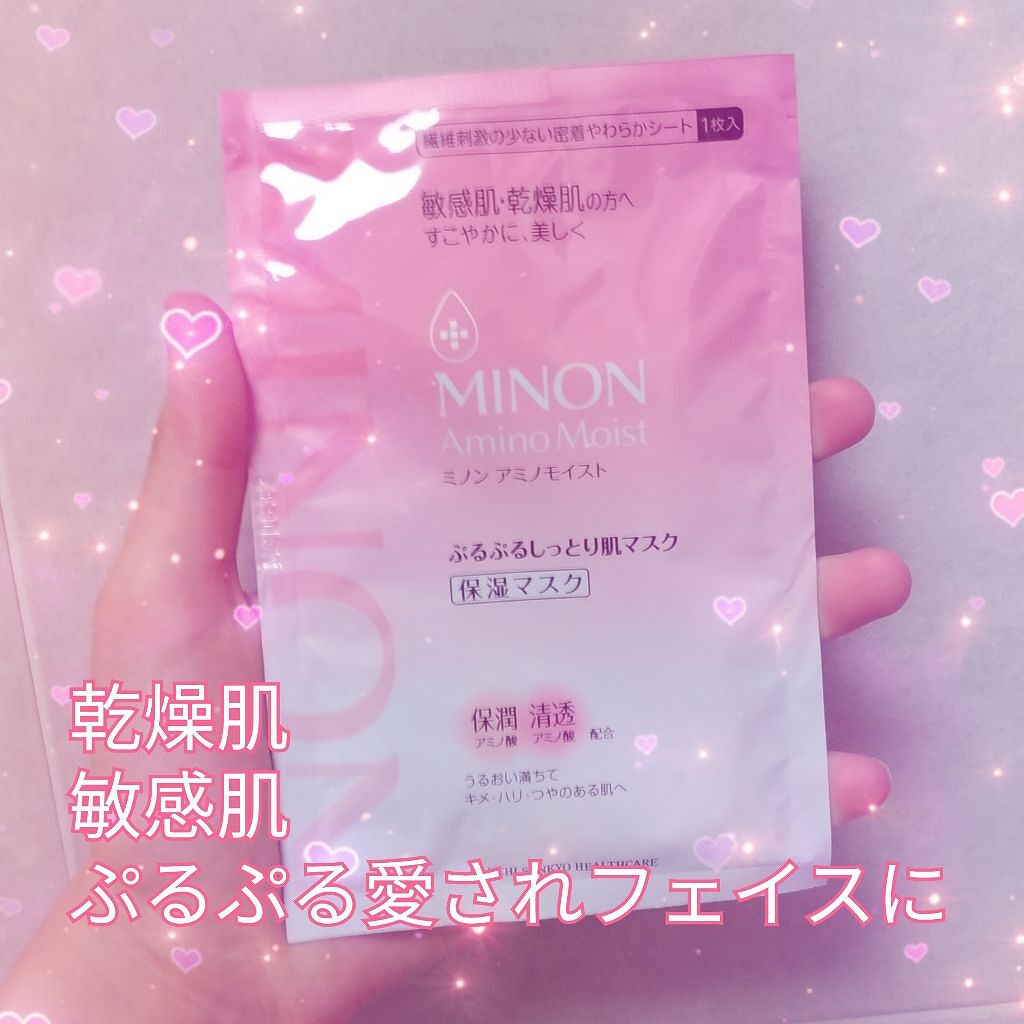 繊維刺激の少ない密着やわらかシート 1枚入
敏感肌・乾燥肌の方へ
すこやかに、美しく
MINON
Amino Moist
ミノン アミノモイスト
ぷるぷるしっとり肌マスク
保湿マスク
保潤 清透
アミノ酸 アミノ酸 配合
うるおい満ちて
キメ・ハリ・つやのある肌へ
HEALTHCARE
MINON
乾燥肌
敏感肌
ぷるぷる愛されフェイスに